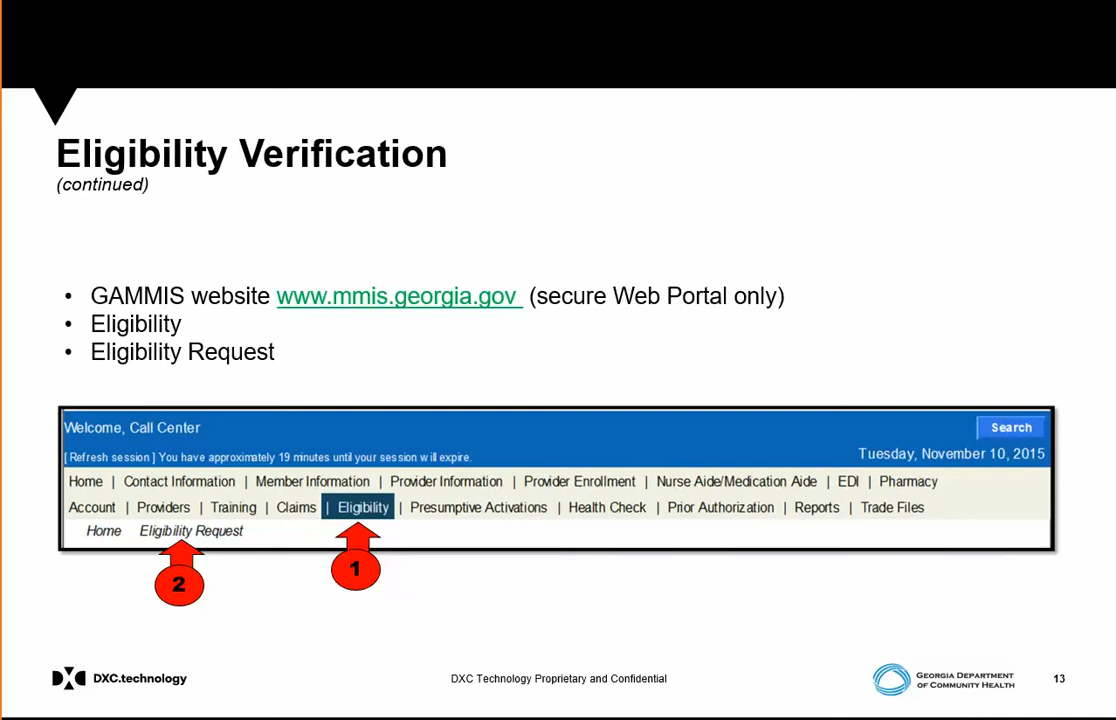 Eligibility Verification
(continued)
• GAMMIS website www.mmis.georgia.gov (secure Web Portal only)
• Eligibility
• Eligibility Request
Welcome, Call Center
Search
[ Refresh session ] You have approximately 19 minutes until your session will expire.
Tuesday, November 10, 2015
Home | Contact Information | Member Information | Provider Information | Provider Enrollment | Nurse Aide/Medication Aide | EDI | Pharmacy
Account | Providers | Training | Claims | Eligibility | Presumptive Activations | Health Check | Prior Authorization | Reports | Trade Files
Home Eligibility Request
2 1
DXC.technology
DXC Technology Proprietary and Confidential
GEORGIA DEPARTMENT
OF COMMUNITY HEALTH
13